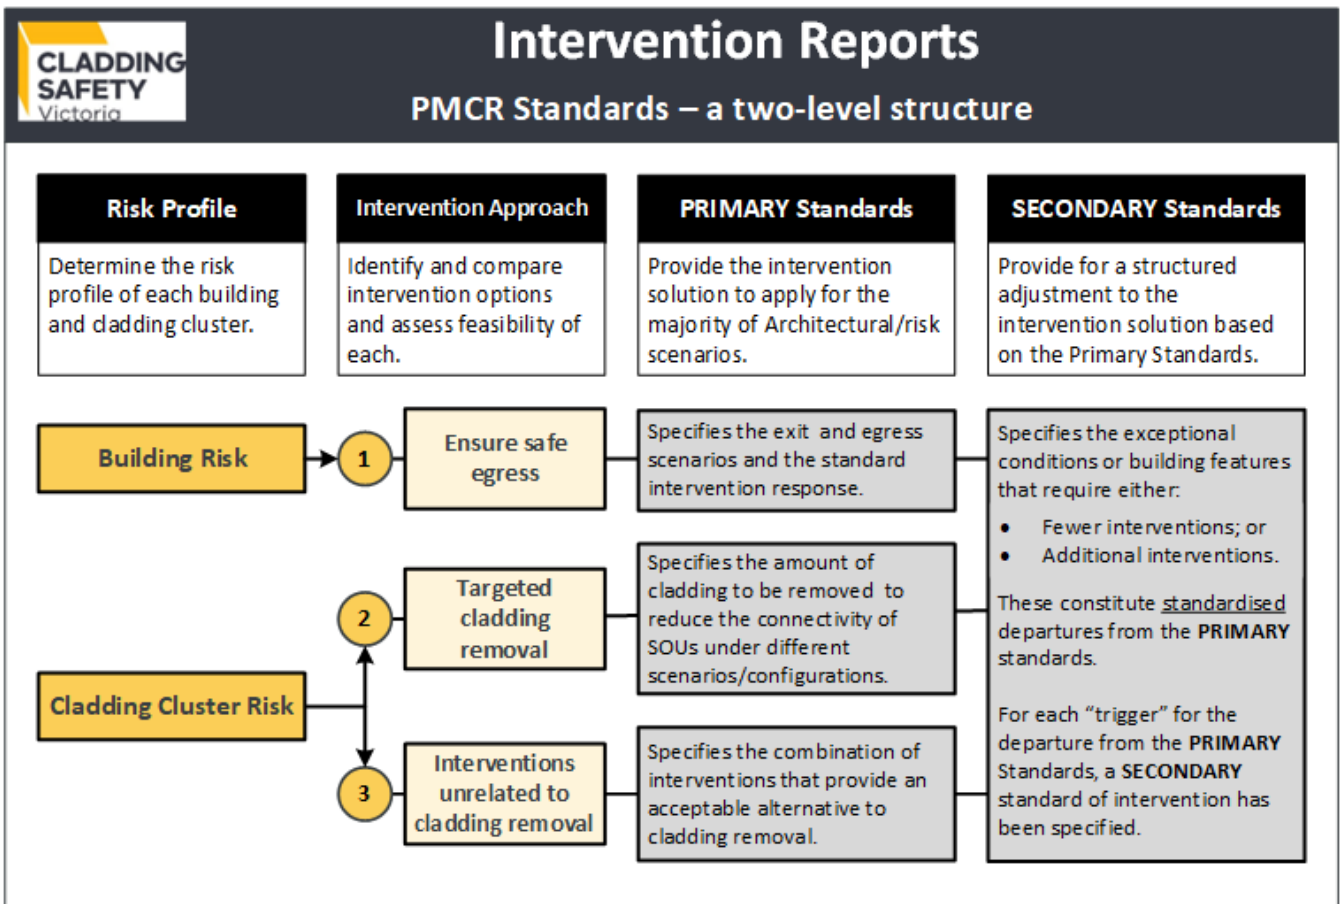 CLADDING
SAFETY
Victoria
Intervention Reports
PMCR Standards – a two-level structure
Risk Profile
Determine the risk
profile of each building
and cladding cluster.
Intervention Approach
Identify and compare
intervention options
and assess feasibility of
each.
PRIMARY Standards
Provide the intervention
solution to apply for the
majority of Architectural/risk
scenarios.
SECONDARY Standards
Provide for a structured
adjustment to the
intervention solution based
on the Primary Standards.
Building Risk
1
Ensure safe
egress
Specifies the exit and egress
scenarios and the standard
intervention response.
Cladding Cluster Risk
2
Targeted
cladding
removal
Specifies the amount of
cladding to be removed to
reduce the connectivity of
SOUs under different
scenarios/configurations.
3
Interventions
unrelated to
cladding removal
Specifies the combination of
interventions that provide an
acceptable alternative to
cladding removal.
Specifies the exceptional
conditions or building features
that require either:
• Fewer interventions; or
• Additional interventions.
These constitute standardised
departures from the PRIMARY
standards.
For each “trigger” for the
departure from the PRIMARY
Standards, a SECONDARY
standard of intervention has
been specified.